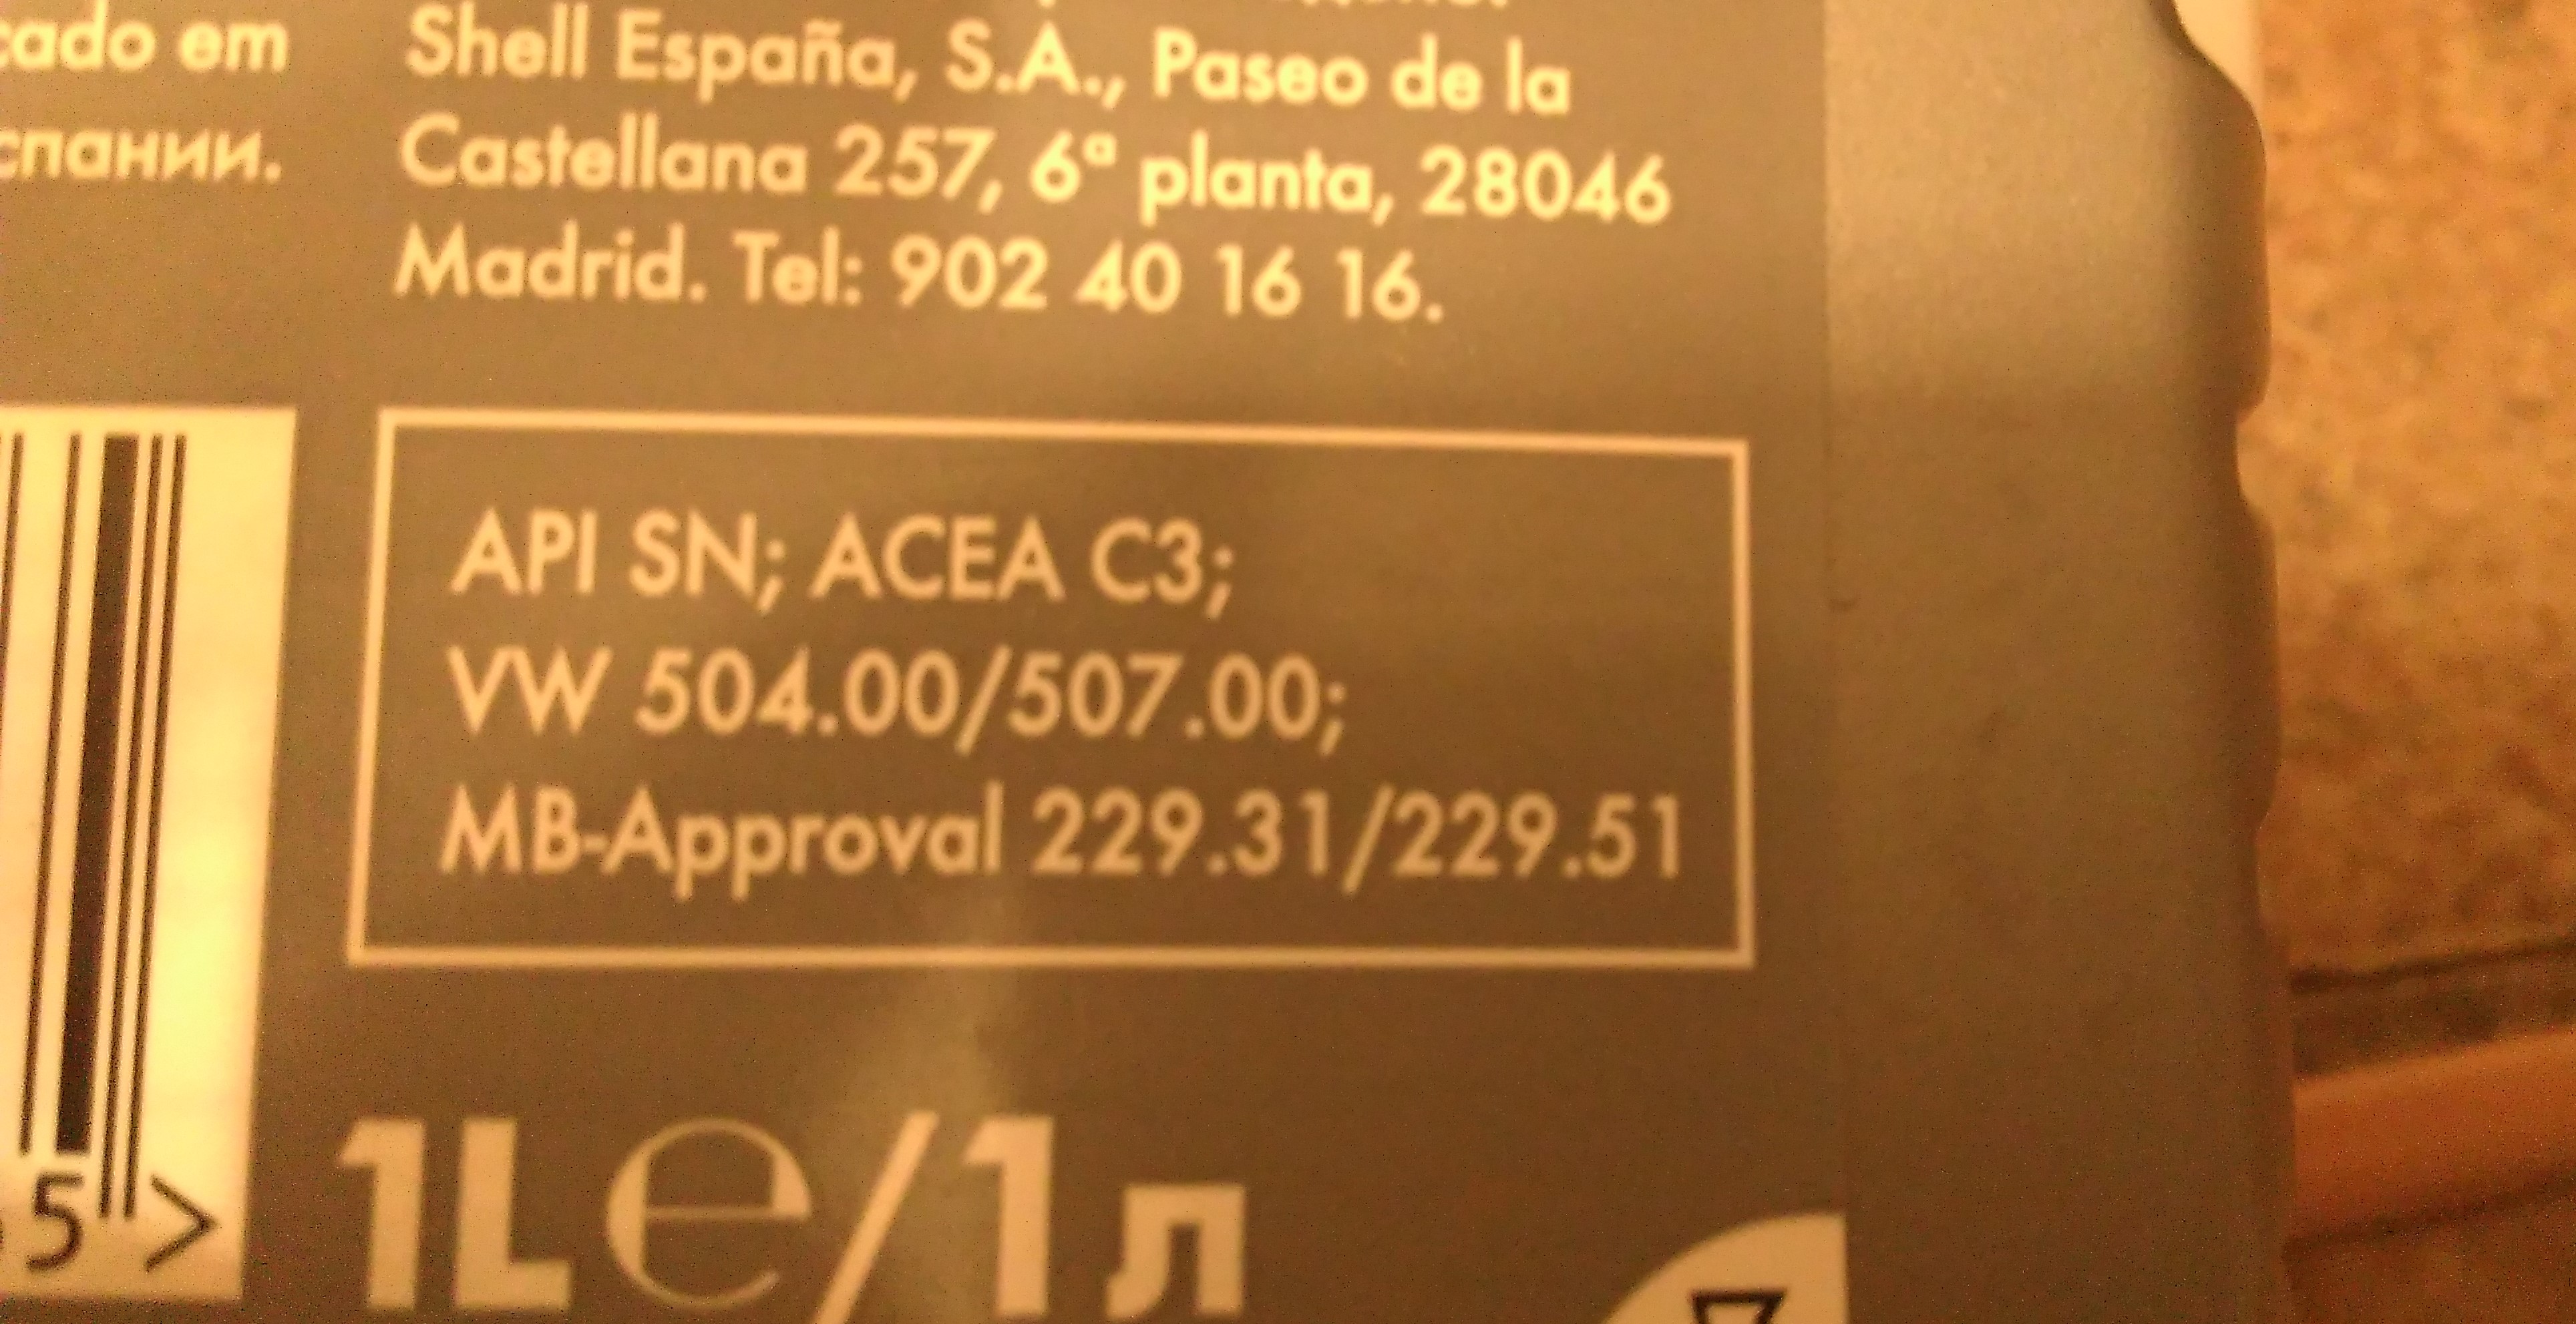 cado em
спании.
Shell España, S.A., Paseo de la
Castellana 257, 6ª planta, 28046
Madrid. Tel: 902 40 16 16.
API SN; ACEA C3;
VW 504.00/507.00;
MB-Approval 229.31/229.51
5 >
1L e/1 л